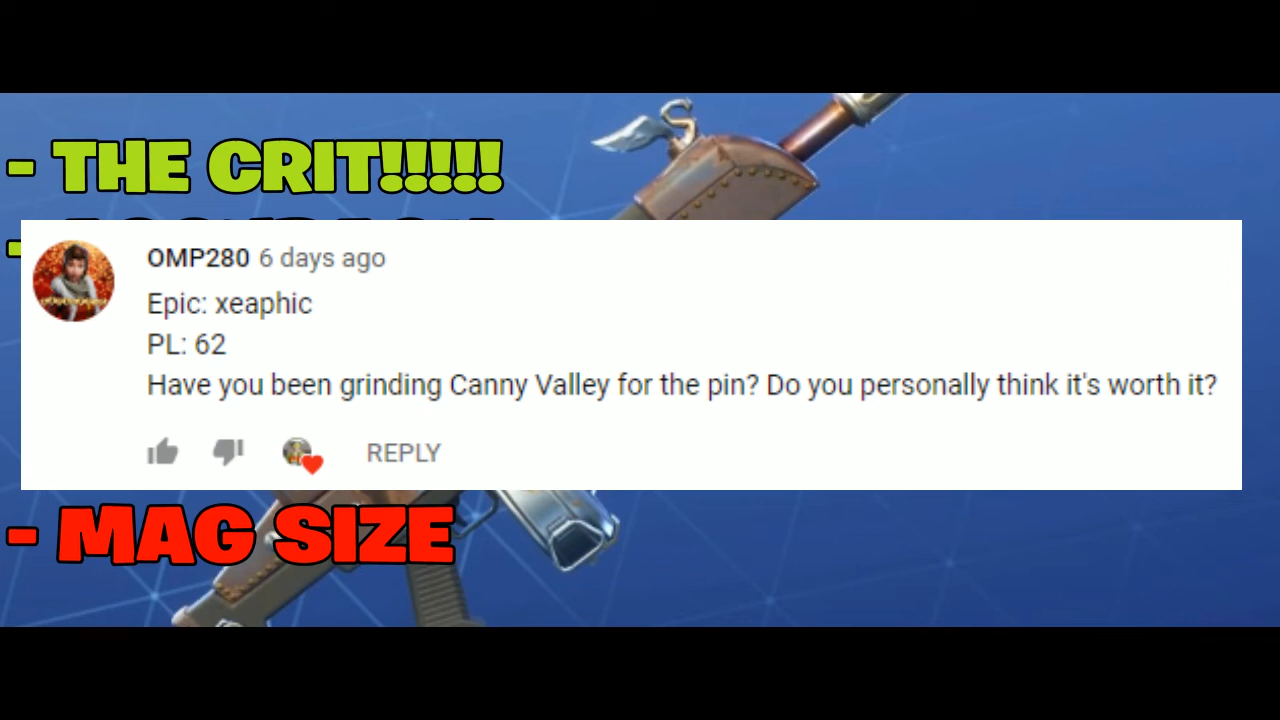 - THE CRIT!!!!!
-
OMP280 6 days ago
Epic: xeaphic
PL: 62
Have you been grinding Canny Valley for the pin? Do you personally think it's worth it?
REPLY
- MAG SIZE